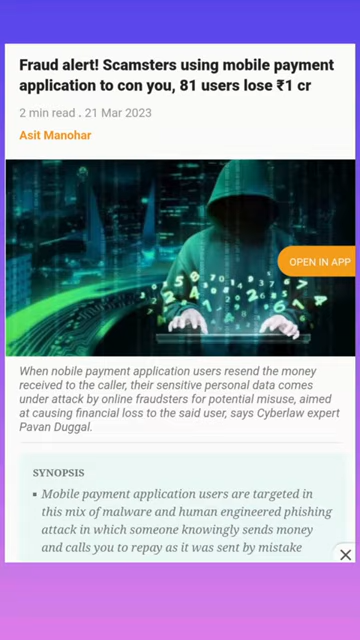 Fraud alert! Scamsters using mobile payment
application to con you, 81 users lose ₹1 cr
2 min read . 21 Mar 2023
Asit Manohar
OPEN IN APP
When nobile payment application users resend the money
received to the caller, their sensitive personal data comes
under attack by online fraudsters for potential misuse, aimed
at causing financial loss to the said user, says Cyberlaw expert
Pavan Duggal.
SYNOPSIS
▪ Mobile payment application users are targeted in
this mix of malware and human engineered phishing
attack in which someone knowingly sends money
and calls you to repay as it was sent by mistake